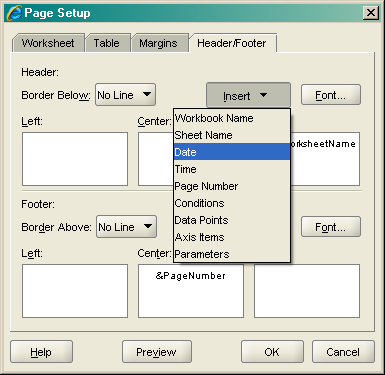 Page Setup
Worksheet Table Margins Header/Footer
Header:
Border Below: No Line Insert Font...
Left: Center:
Workbook Name
Sheet Name
Date
Time
Page Number
Conditions
Data Points
Axis Items
Parameters
orksheetName
Footer:
Border Above: No Line Font...
Left: Center:
&PageNumber
Help Preview OK Cancel